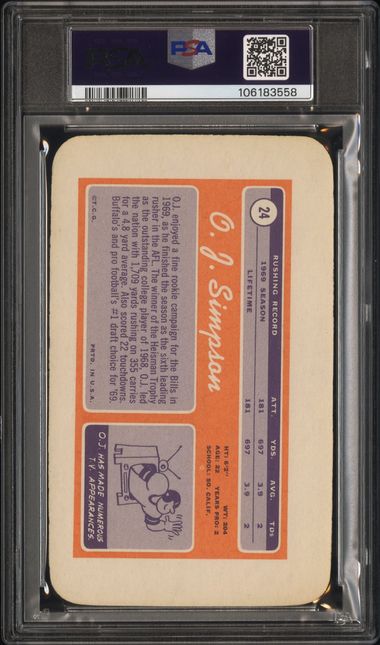 PSA
PSA
106183558
24
RUSHING RECORD ATT. YDS. AVG. TDs
1969 SEASON 181 697 3.9 2
LIFETIME 181 697 3.9 2
O. J. Simpson
HT: 6'2" WT: 204
AGE: 22 YEARS PRO: 2
SCHOOL: SO. CALIF.
O.J. enjoyed a fine rookie campaign for the Bills in
1969, as he finished the season as the sixth leading
rusher in the AFL. The winner of the Heisman Trophy
as the outstanding college player of 1968, O.J. led
the nation with 1,709 yards rushing on 355 carries
for a 4.8 yard average. Also scored 22 touchdowns.
Buffalo's and pro football's #1 draft choice for '69.
O.J. HAS MADE NUMEROUS
T.V. APPEARANCES.
©T.C.G. PRTD. IN U.S.A.